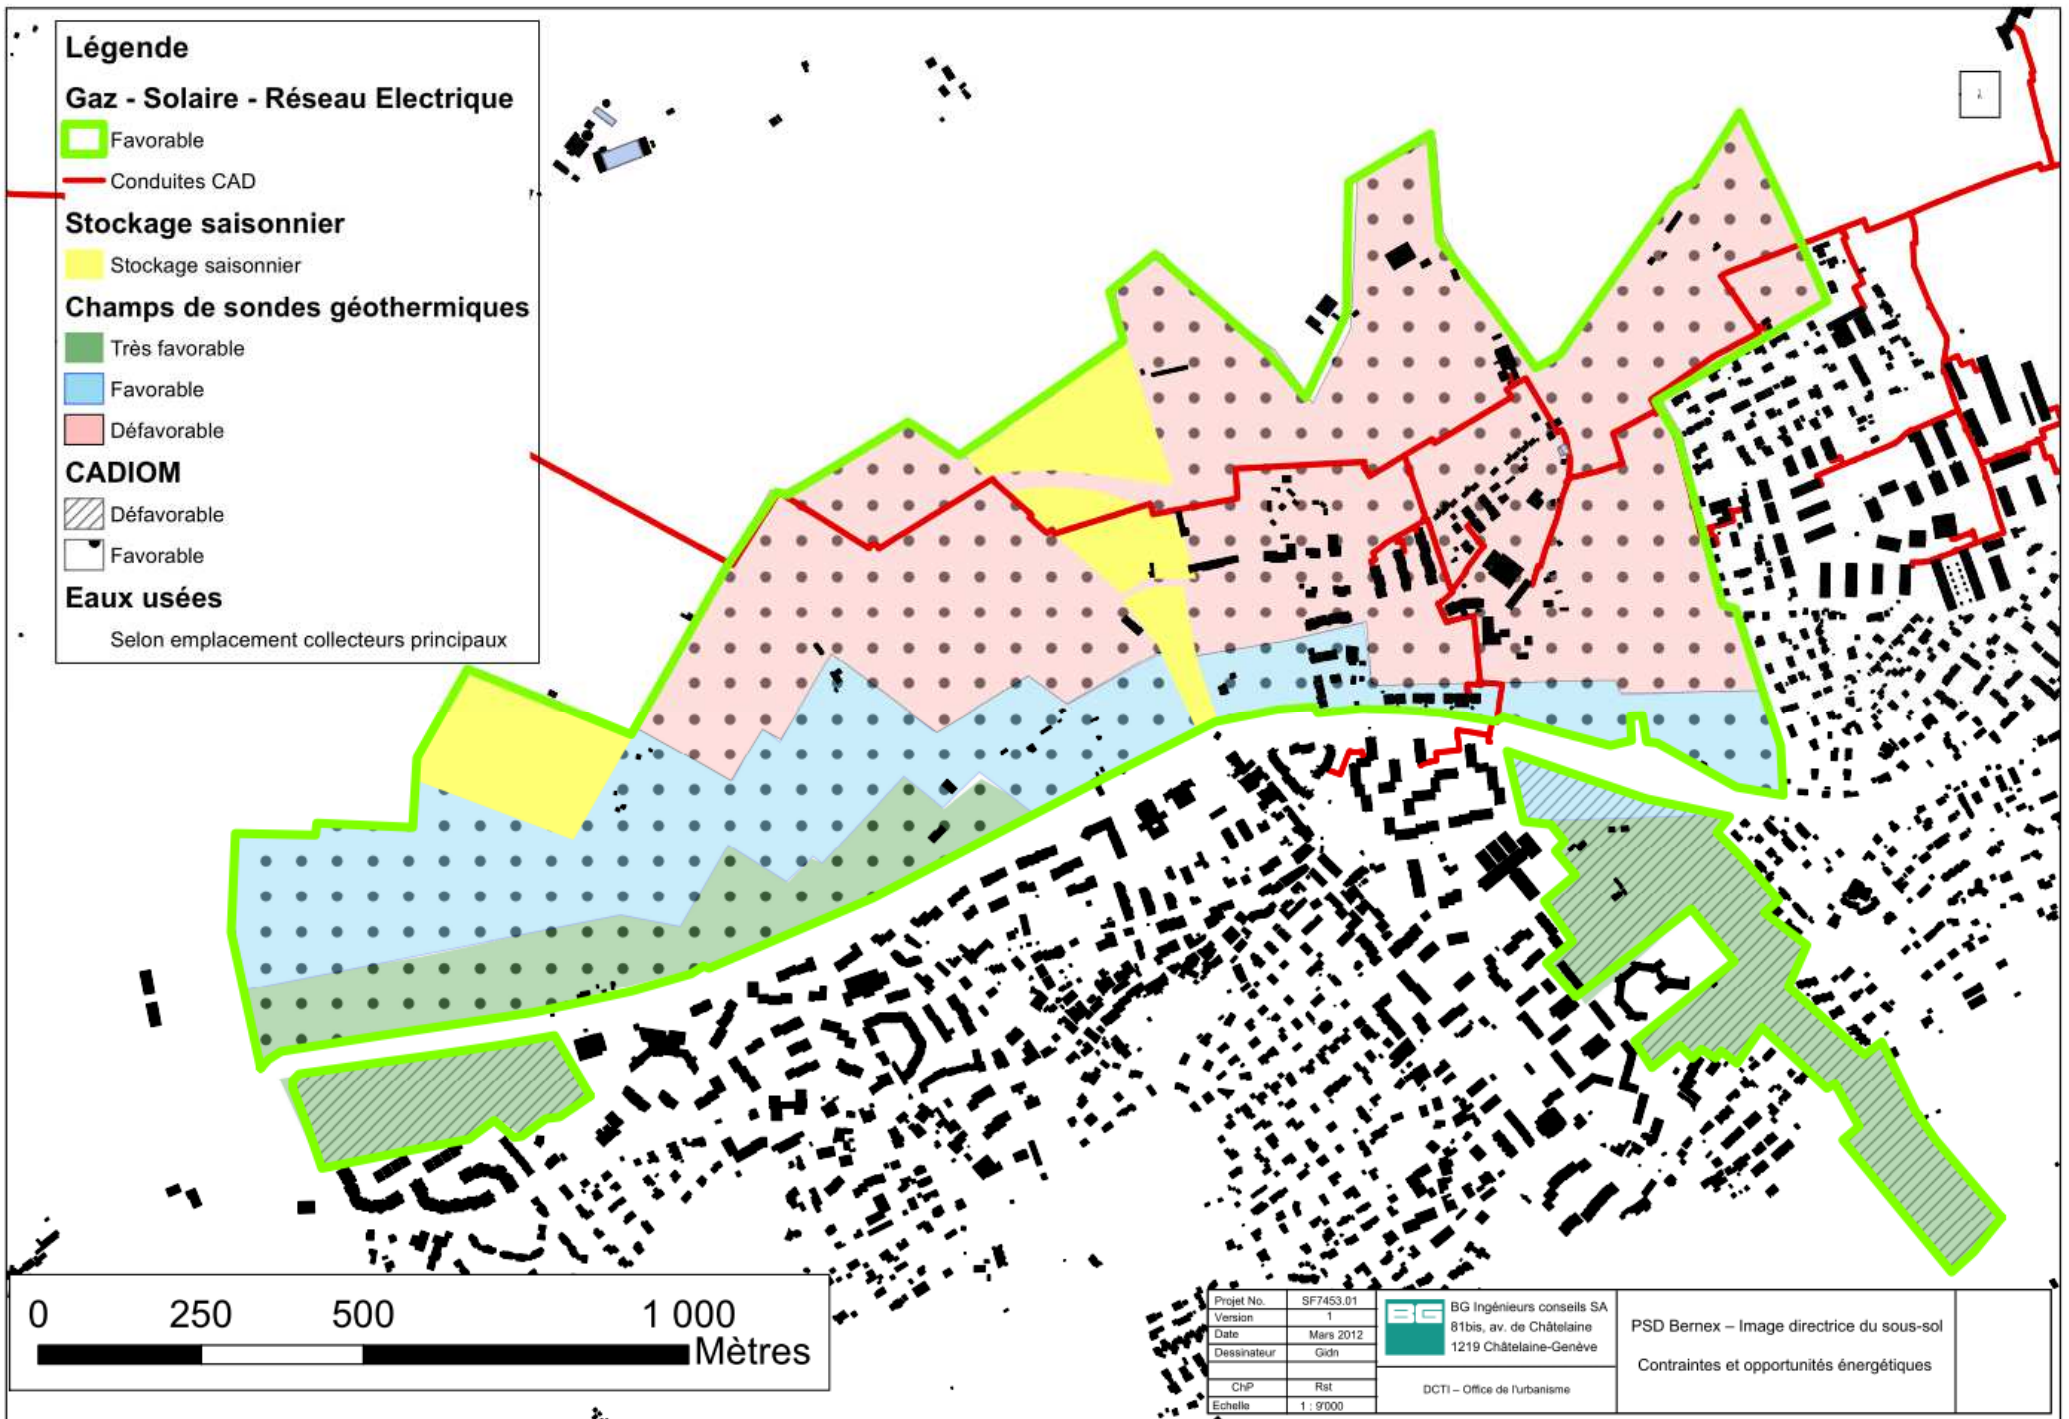 Légende
Gaz - Solaire - Réseau Electrique
Favorable
Conduites CAD
Stockage saisonnier
Stockage saisonnier
Champs de sondes géothermiques
Très favorable
Favorable
Défavorable
CADIOM
Défavorable
Favorable
Eaux usées
Selon emplacement collecteurs principaux
0 250 500 1 000
Mètres
Projet No. SF7453.01
Version 1
Date Mars 2012
Dessinateur Gidn
ChP Rst
Echelle 1 : 9'000
BG
BG Ingénieurs conseils SA
81bis, av. de Châtelaine
1219 Châtelaine-Genève
DCTI – Office de l'urbanisme
PSD Bernex – Image directrice du sous-sol
Contraintes et opportunités énergétiques